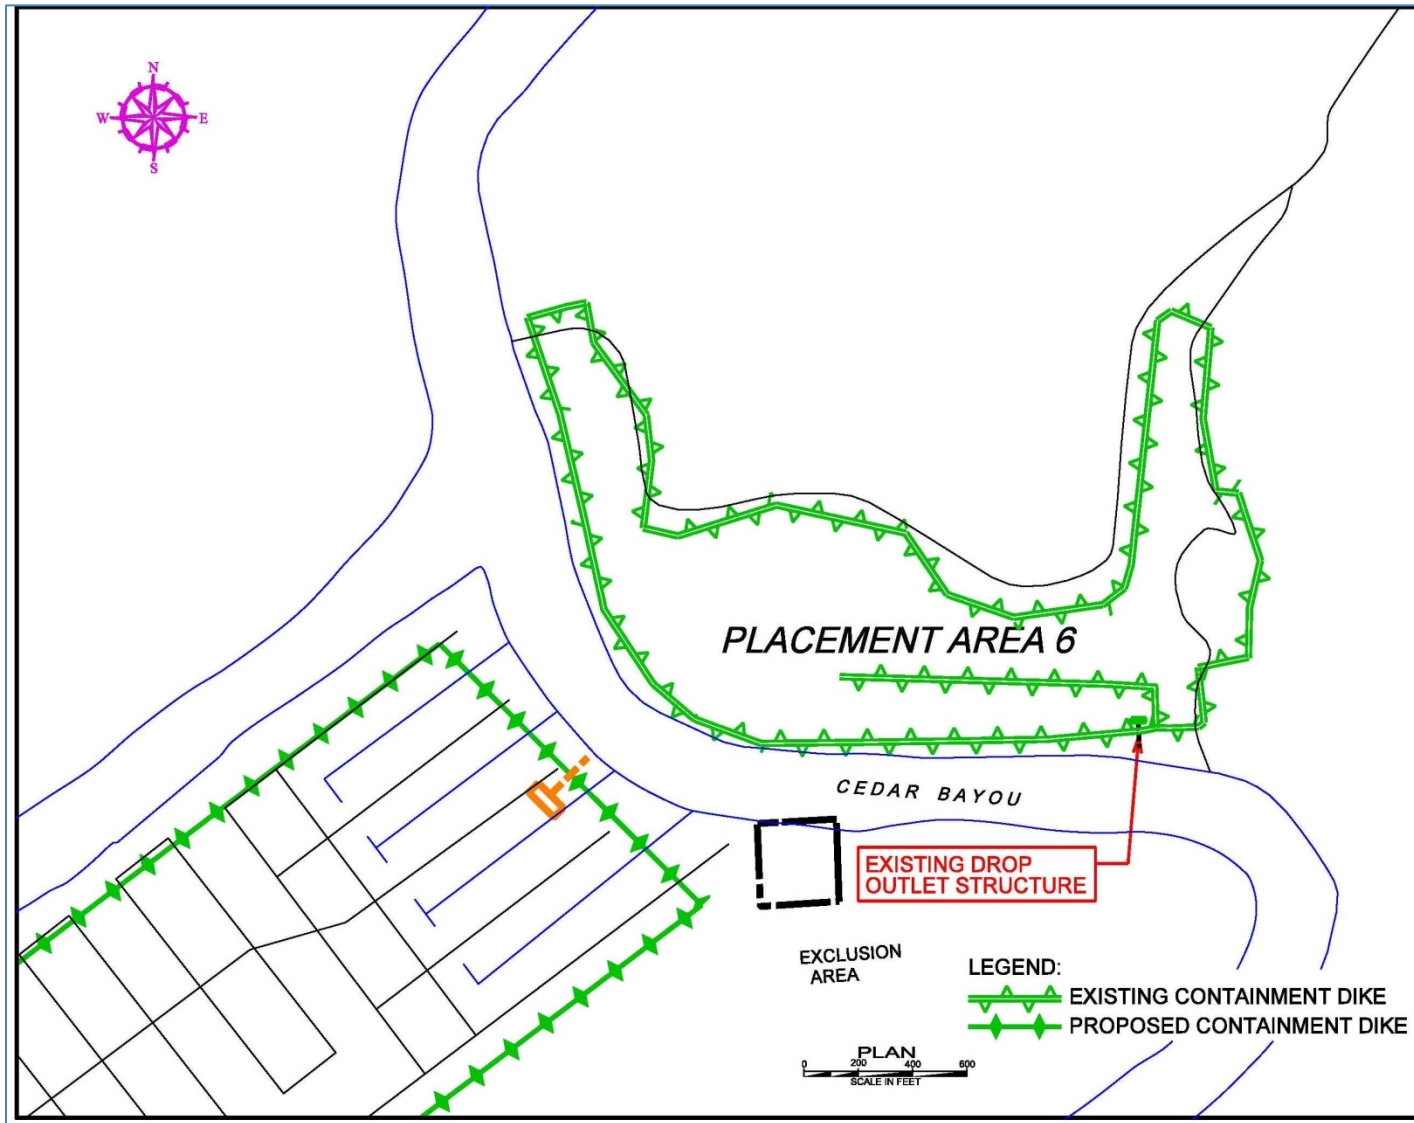 N
W E
S
PLACEMENT AREA 6
CEDAR BAYOU
EXISTING DROP
OUTLET STRUCTURE
EXCLUSION
AREA
LEGEND:
EXISTING CONTAINMENT DIKE
PROPOSED CONTAINMENT DIKE
PLAN
0 200 400 600
SCALE IN FEET